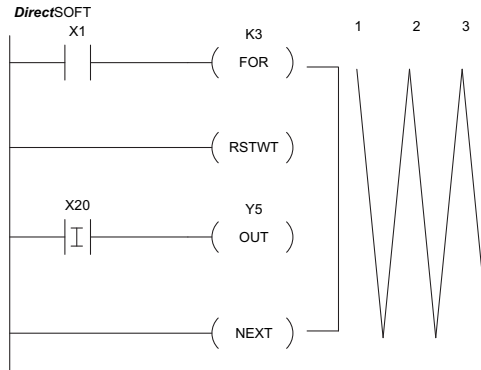 DirectSOFT
X1 K3 1 2 3
FOR
RSTWT
X20 Y5
OUT
NEXT